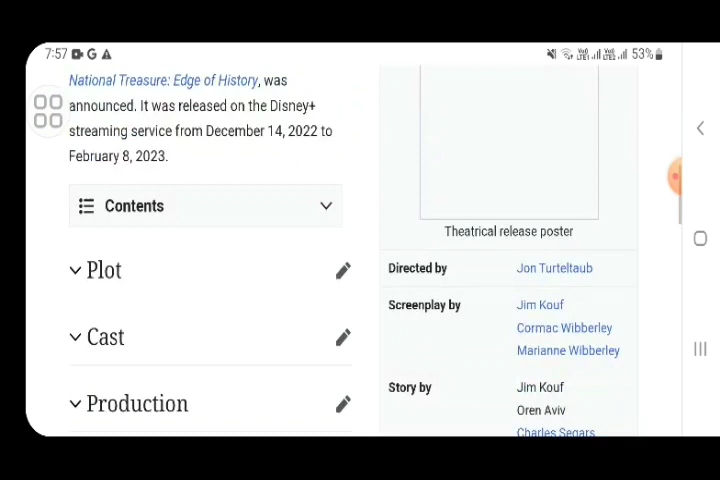 7:57
53%
National Treasure: Edge of History, was
announced. It was released on the Disney+
streaming service from December 14, 2022 to
February 8, 2023.
Contents
Plot
Cast
Production
Theatrical release poster
Directed by Jon Turteltaub
Screenplay by Jim Kouf
Cormac Wibberley
Marianne Wibberley
Story by Jim Kouf
Oren Aviv
Charles Segars